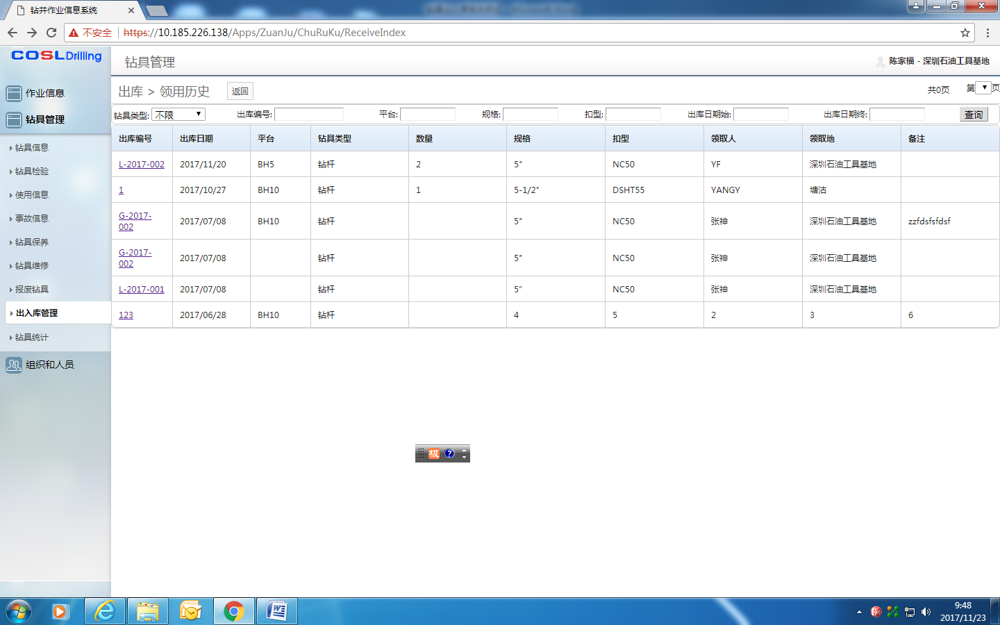 钻井作业信息系统
不安全 https://10.185.226.138/Apps/ZuanJu/ChuRuKu/ReceiveIndex
COSLDrilling
钻具管理
陈家福 - 深圳石油工具基地
作业信息
钻具管理
钻具信息
钻具检验
使用信息
事故信息
钻具保养
钻具维修
报废钻具
出入库管理
钻具统计
组织和人员
出库 > 领用历史 返回 共0页 第 页
钻具类型: 不限 出库编号: 平台: 规格: 扣型: 出库日期始: 出库日期终: 查询
出库编号 出库日期 平台 钻具类型 数量 规格 扣型 领取人 领取地 备注
L-2017-002 2017/11/20 BH5 钻杆 2 5" NC50 YF 深圳石油工具基地
1 2017/10/27 BH10 钻杆 1 5-1/2" DSHT55 YANGY 塘沽
G-2017-
002 2017/07/08 BH10 钻杆 5" NC50 张神 深圳石油工具基地 zzfdsfsfdsf
G-2017-
002 2017/07/08 钻杆 5" NC50 张神 深圳石油工具基地
L-2017-001 2017/07/08 钻杆 5" NC50 张神 深圳石油工具基地
123 2017/06/28 BH10 钻杆 4 5 2 3 6
极 ?
9:48
2017/11/23